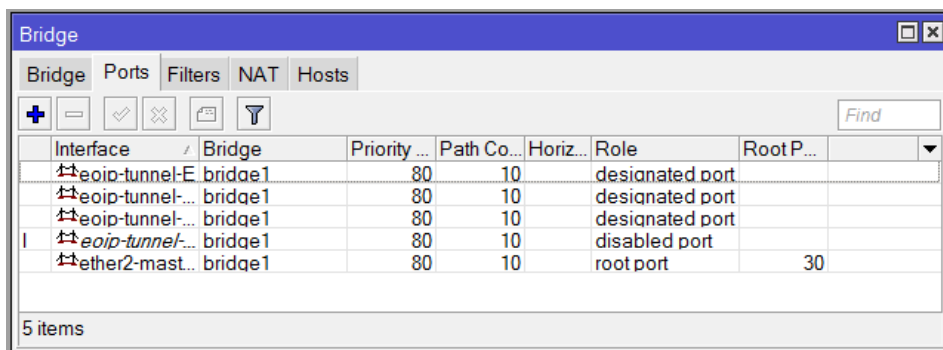 Bridge
Bridge Ports Filters NAT Hosts
Find
Interface Bridge Priority ... Path Co... Horiz... Role Root P...
eoip-tunnel-E bridge1 80 10 designated port
eoip-tunnel-... bridge1 80 10 designated port
eoip-tunnel-... bridge1 80 10 designated port
I eoip-tunnel-... bridge1 80 10 disabled port
ether2-mast... bridge1 80 10 root port 30
5 items